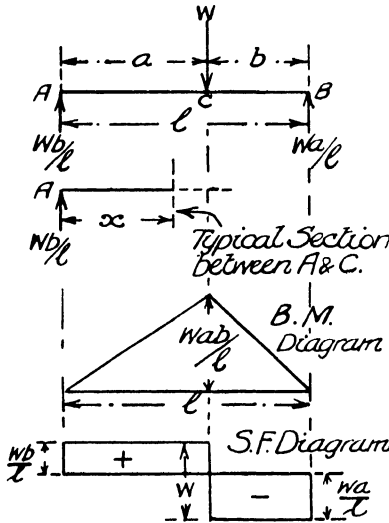 W
a b
A C B
l
Wb/l Wa/l
A
x
Wb/l
Typical Section
between A & C.
B.M.
Diagram
Wab/l
l
S.F. Diagram
Wb/l + W - Wa/l